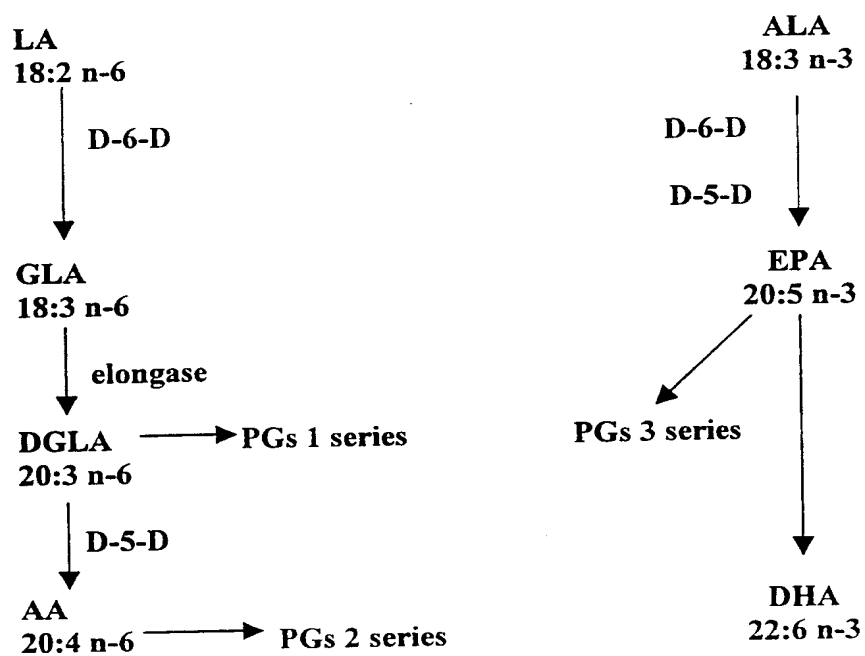 LA
18:2 n-6
D-6-D
GLA
18:3 n-6
elongase
DGLA
20:3 n-6
PGs 1 series
D-5-D
AA
20:4 n-6
PGs 2 series
ALA
18:3 n-3
D-6-D
D-5-D
EPA
20:5 n-3
PGs 3 series
DHA
22:6 n-3